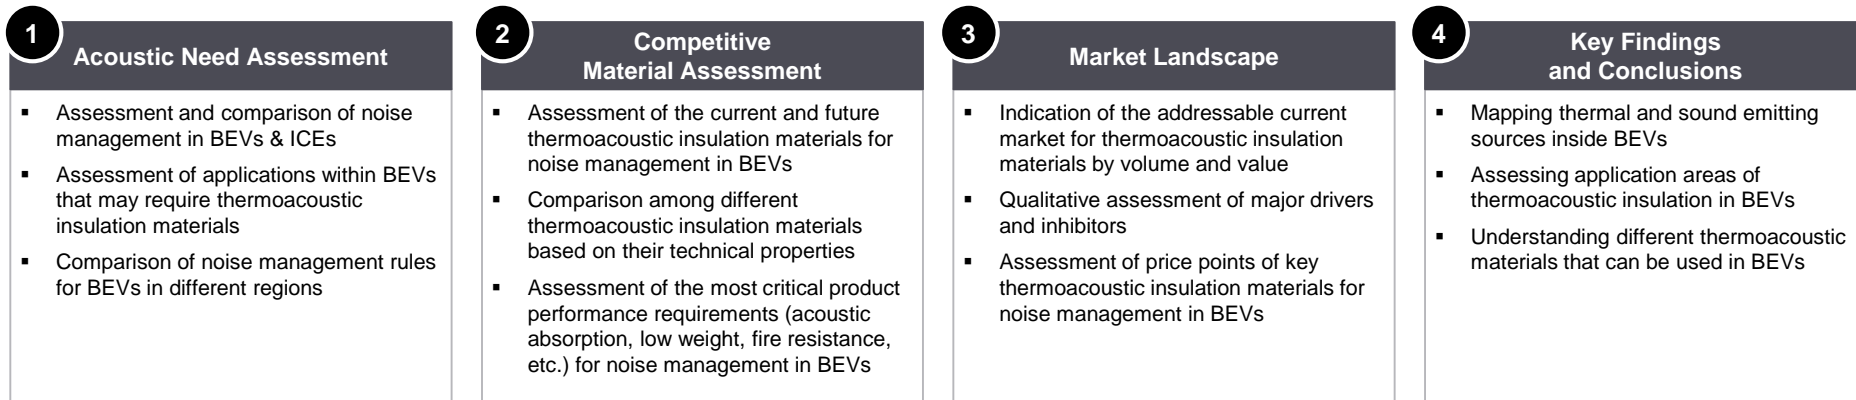 1
Acoustic Need Assessment
▪ Assessment and comparison of noise
management in BEVs & ICEs
▪ Assessment of applications within BEVs
that may require thermoacoustic
insulation materials
▪ Comparison of noise management rules
for BEVs in different regions
2
Competitive
Material Assessment
▪ Assessment of the current and future
thermoacoustic insulation materials for
noise management in BEVs
▪ Comparison among different
thermoacoustic insulation materials
based on their technical properties
▪ Assessment of the most critical product
performance requirements (acoustic
absorption, low weight, fire resistance,
etc.) for noise management in BEVs
3
Market Landscape
▪ Indication of the addressable current
market for thermoacoustic insulation
materials by volume and value
▪ Qualitative assessment of major drivers
and inhibitors
▪ Assessment of price points of key
thermoacoustic insulation materials for
noise management in BEVs
4
Key Findings
and Conclusions
▪ Mapping thermal and sound emitting
sources inside BEVs
▪ Assessing application areas of
thermoacoustic insulation in BEVs
▪ Understanding different thermoacoustic
materials that can be used in BEVs